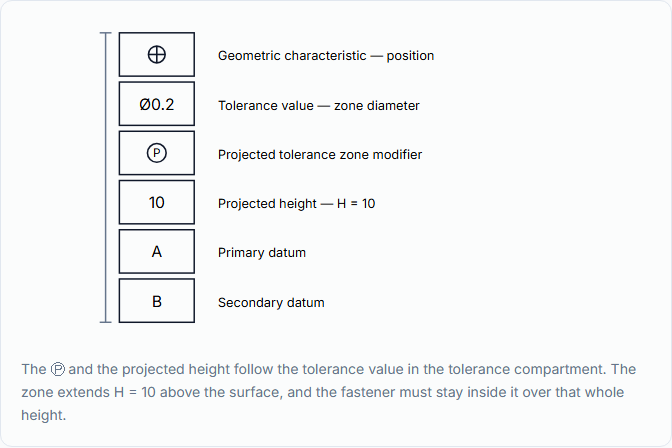 ⌖ Geometric characteristic — position
Ø0.2 Tolerance value — zone diameter
Ⓟ Projected tolerance zone modifier
10 Projected height — H = 10
A Primary datum
B Secondary datum
The Ⓟ and the projected height follow the tolerance value in the tolerance compartment. The
zone extends H = 10 above the surface, and the fastener must stay inside it over that whole
height.